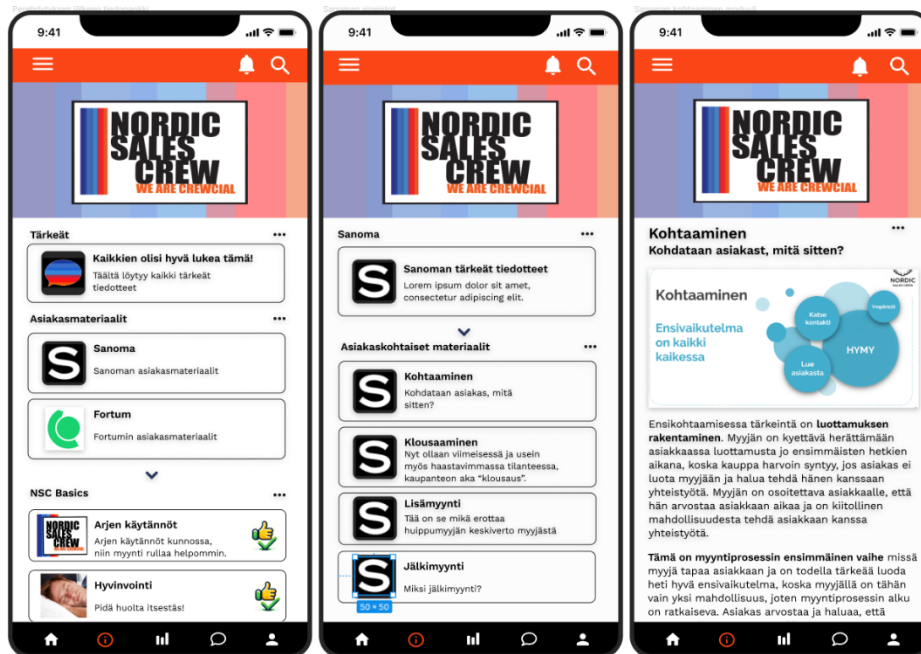 Perehdytyksen jälkeen tietopankki
9:41
NORDIC
SALES
CREW
WE ARE CREWCIAL
Tärkeät
Kaikkien olisi hyvä lukea tämä!
Täältä löytyy kaikki tärkeät
tiedotteet
Asiakasmateriaalit
Sanoma
Sanoman asiakasmateriaalit
Fortum
Fortumin asiakasmateriaalit
NSC Basics
NORDIC
SALES
CREW
Arjen käytännöt
Arjen käytännöt kunnossa,
niin myynti rullaa helpommin.
Hyvinvointi
Pidä huolta itsestäs!
9:41
NORDIC
SALES
CREW
WE ARE CREWCIAL
Sanoma
S
Sanoman tärkeät tiedotteet
Lorem ipsum dolor sit amet,
consectetur adipiscing elit.
Asiakaskohtaiset materiaalit
S
Kohtaaminen
Kohdataan asiakas, mitä
sitten?
S
Klousaaminen
Nyt ollaan viimeisessä ja usein
myös haastavimmassa tilanteessa,
kaupanteon aka “klousaus”.
S
Lisämyynti
Tää on se mikä erottaa
huippumyyjän keskiverto myyjästä
S
Jälkimyynti
Miksi jälkimyynti?
50 × 50
9:41
NORDIC
SALES
CREW
WE ARE CREWCIAL
Kohtaaminen
Kohdataan asiakast, mitä sitten?
NORDIC
Kohtaaminen
Ensivaikutelma
on kaikki
kaikessa
Katse
kontakti
Ympäristö
HYMY
Lue
asiakasta
Ensikohtaamisessa tärkeintä on luottamuksen
rakentaminen. Myyjän on kyettävä herättämään
asiakkaassa luottamusta jo ensimmäisten hetkien
aikana, koska kauppa harvoin syntyy, jos asiakas ei
luota myyjään ja halua tehdä hänen kanssaan
yhteistyötä. Myyjän on osoitettava asiakkaalle, että
hän arvostaa asiakkaan aikaa ja on kiitollinen
mahdollisuudesta tehdä asiakkaan kanssa
yhteistyötä.
Tämä on myyntiprosessin ensimmäinen vaihe missä
myyjä tapaa asiakkaan ja on todella tärkeää luoda
heti hyvä ensivaikutelma, koska myyjällä on tähän
vain yksi mahdollisuus, joten myyntiprosessin alku
on ratkaiseva. Asiakas arvostaa ja haluaa, että